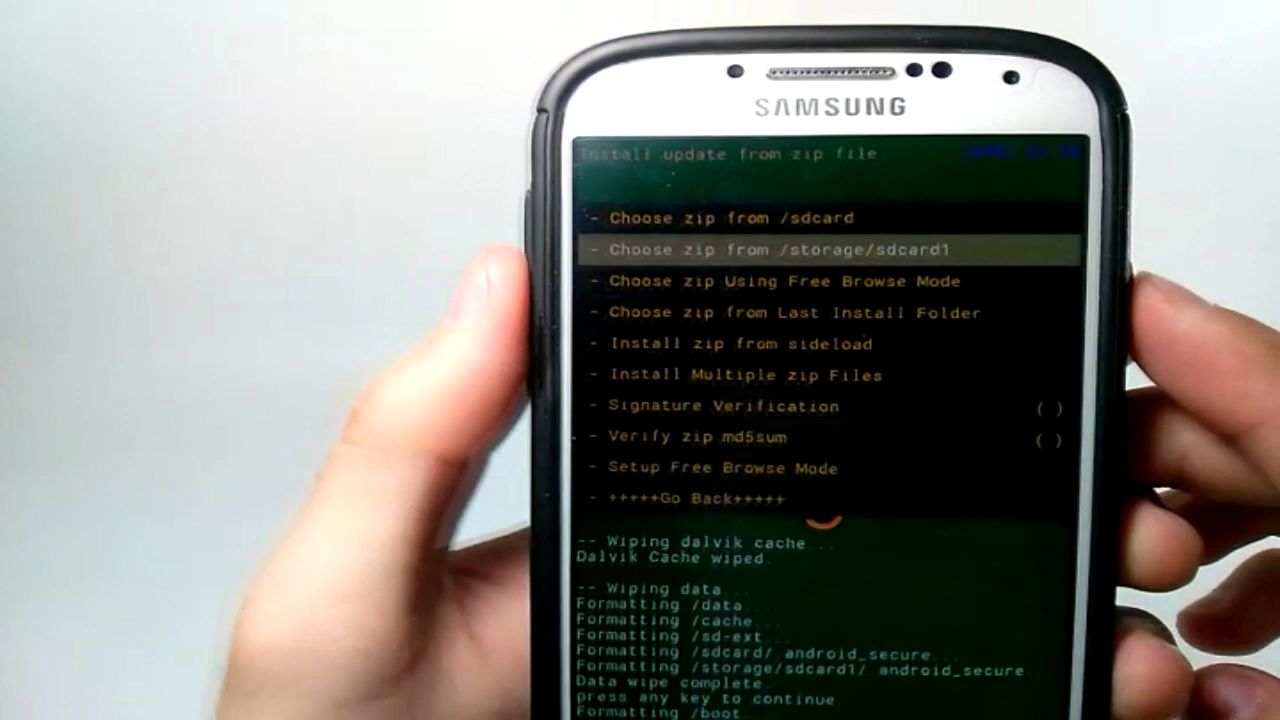 SAMSUNG
Install update from zip file
- Choose zip from /sdcard
- Choose zip from /storage/sdcard1
- Choose zip Using Free Browse Mode
- Choose zip from Last Install Folder
- Install zip from sideload
- Install Multiple zip Files
- Signature Verification ( )
- Verify zip md5sum ( )
- Setup Free Browse Mode
- +++++Go Back+++++
-- Wiping dalvik cache...
Dalvik Cache wiped.
-- Wiping data...
Formatting /data...
Formatting /cache...
Formatting /sd-ext...
Formatting /sdcard/.android_secure...
Formatting /storage/sdcard1/.android_secure...
Data wipe complete.
press any key to continue
Formatting /boot